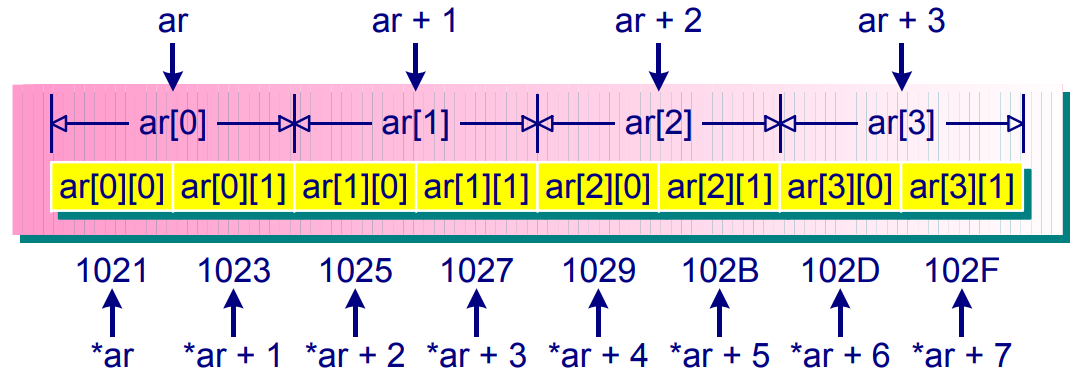 ar ar + 1 ar + 2 ar + 3
ar[0] ar[1] ar[2] ar[3]
ar[0][0] ar[0][1] ar[1][0] ar[1][1] ar[2][0] ar[2][1] ar[3][0] ar[3][1]
1021 1023 1025 1027 1029 102B 102D 102F
*ar *ar + 1 *ar + 2 *ar + 3 *ar + 4 *ar + 5 *ar + 6 *ar + 7